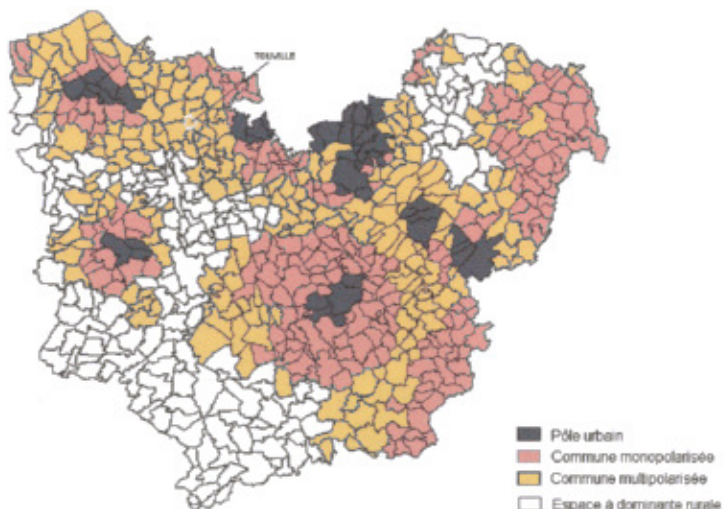 TOUVILLE
Pôle urbain
Commune monopolarisée
Commune multipolarisée
Espace à dominante rurale